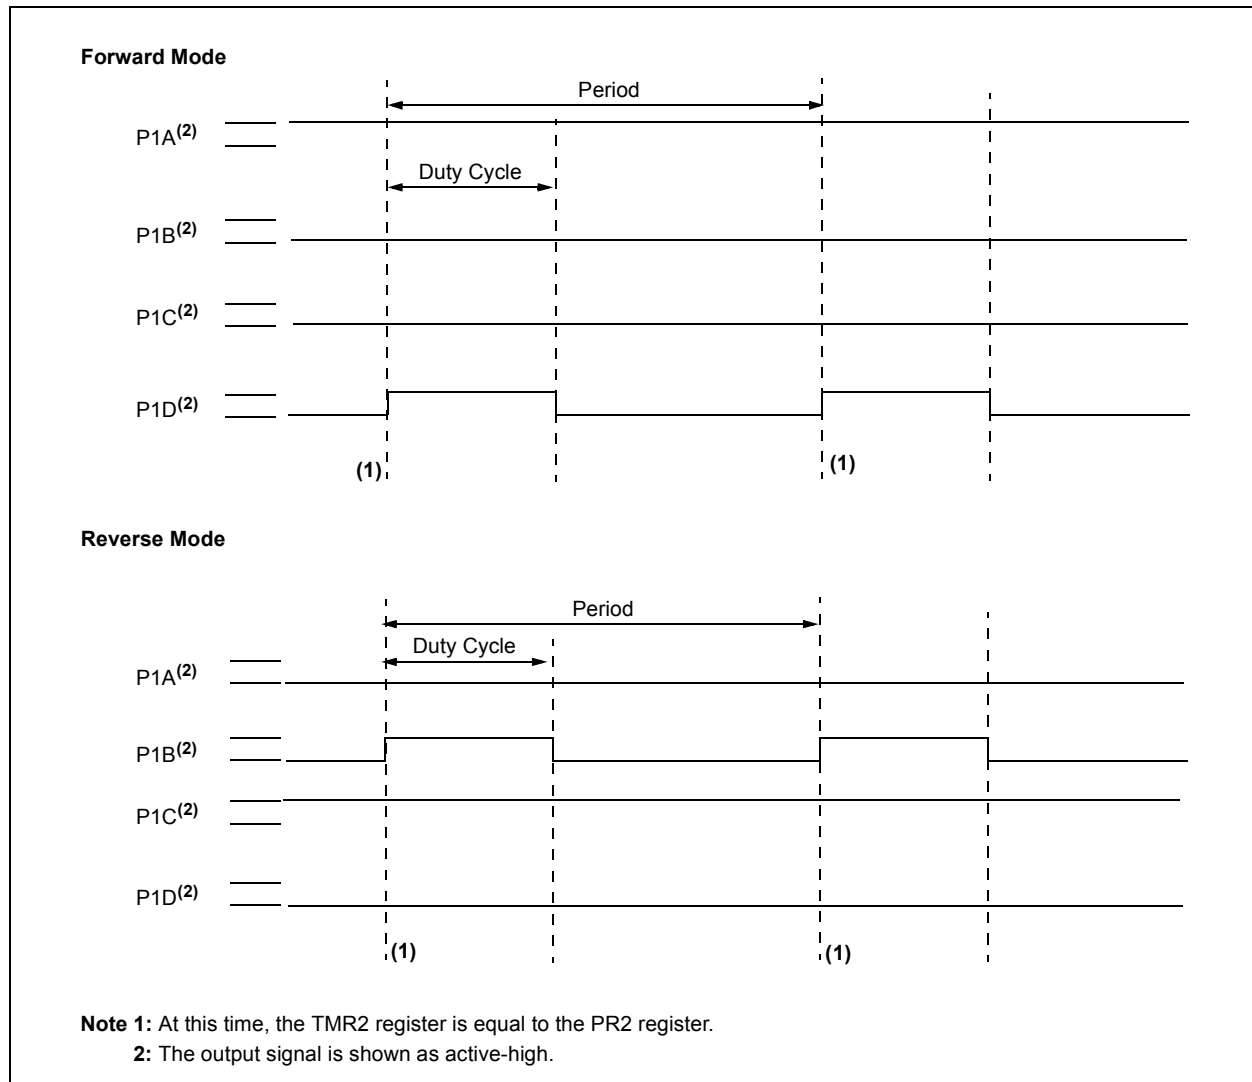 Forward Mode
Period
P1A(2)
Duty Cycle
P1B(2)
P1C(2)
P1D(2)
(1)
(1)
Reverse Mode
Period
Duty Cycle
P1A(2)
P1B(2)
P1C(2)
P1D(2)
(1)
(1)
Note 1: At this time, the TMR2 register is equal to the PR2 register.
2: The output signal is shown as active-high.